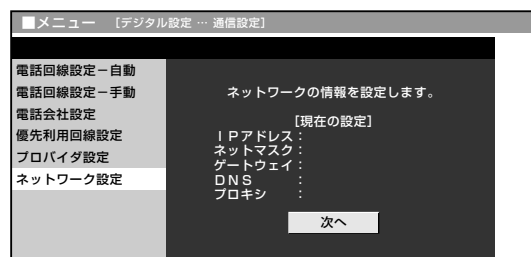 ■メニュー [デジタル設定 … 通信設定]
電話回線設定－自動
電話回線設定－手動
電話会社設定
優先利用回線設定
プロバイダ設定
ネットワーク設定
ネットワークの情報を設定します。
[現在の設定]
ＩＰアドレス：
ネットマスク：
ゲートウェイ：
ＤＮＳ　　　：
プロキシ　　：
次へ